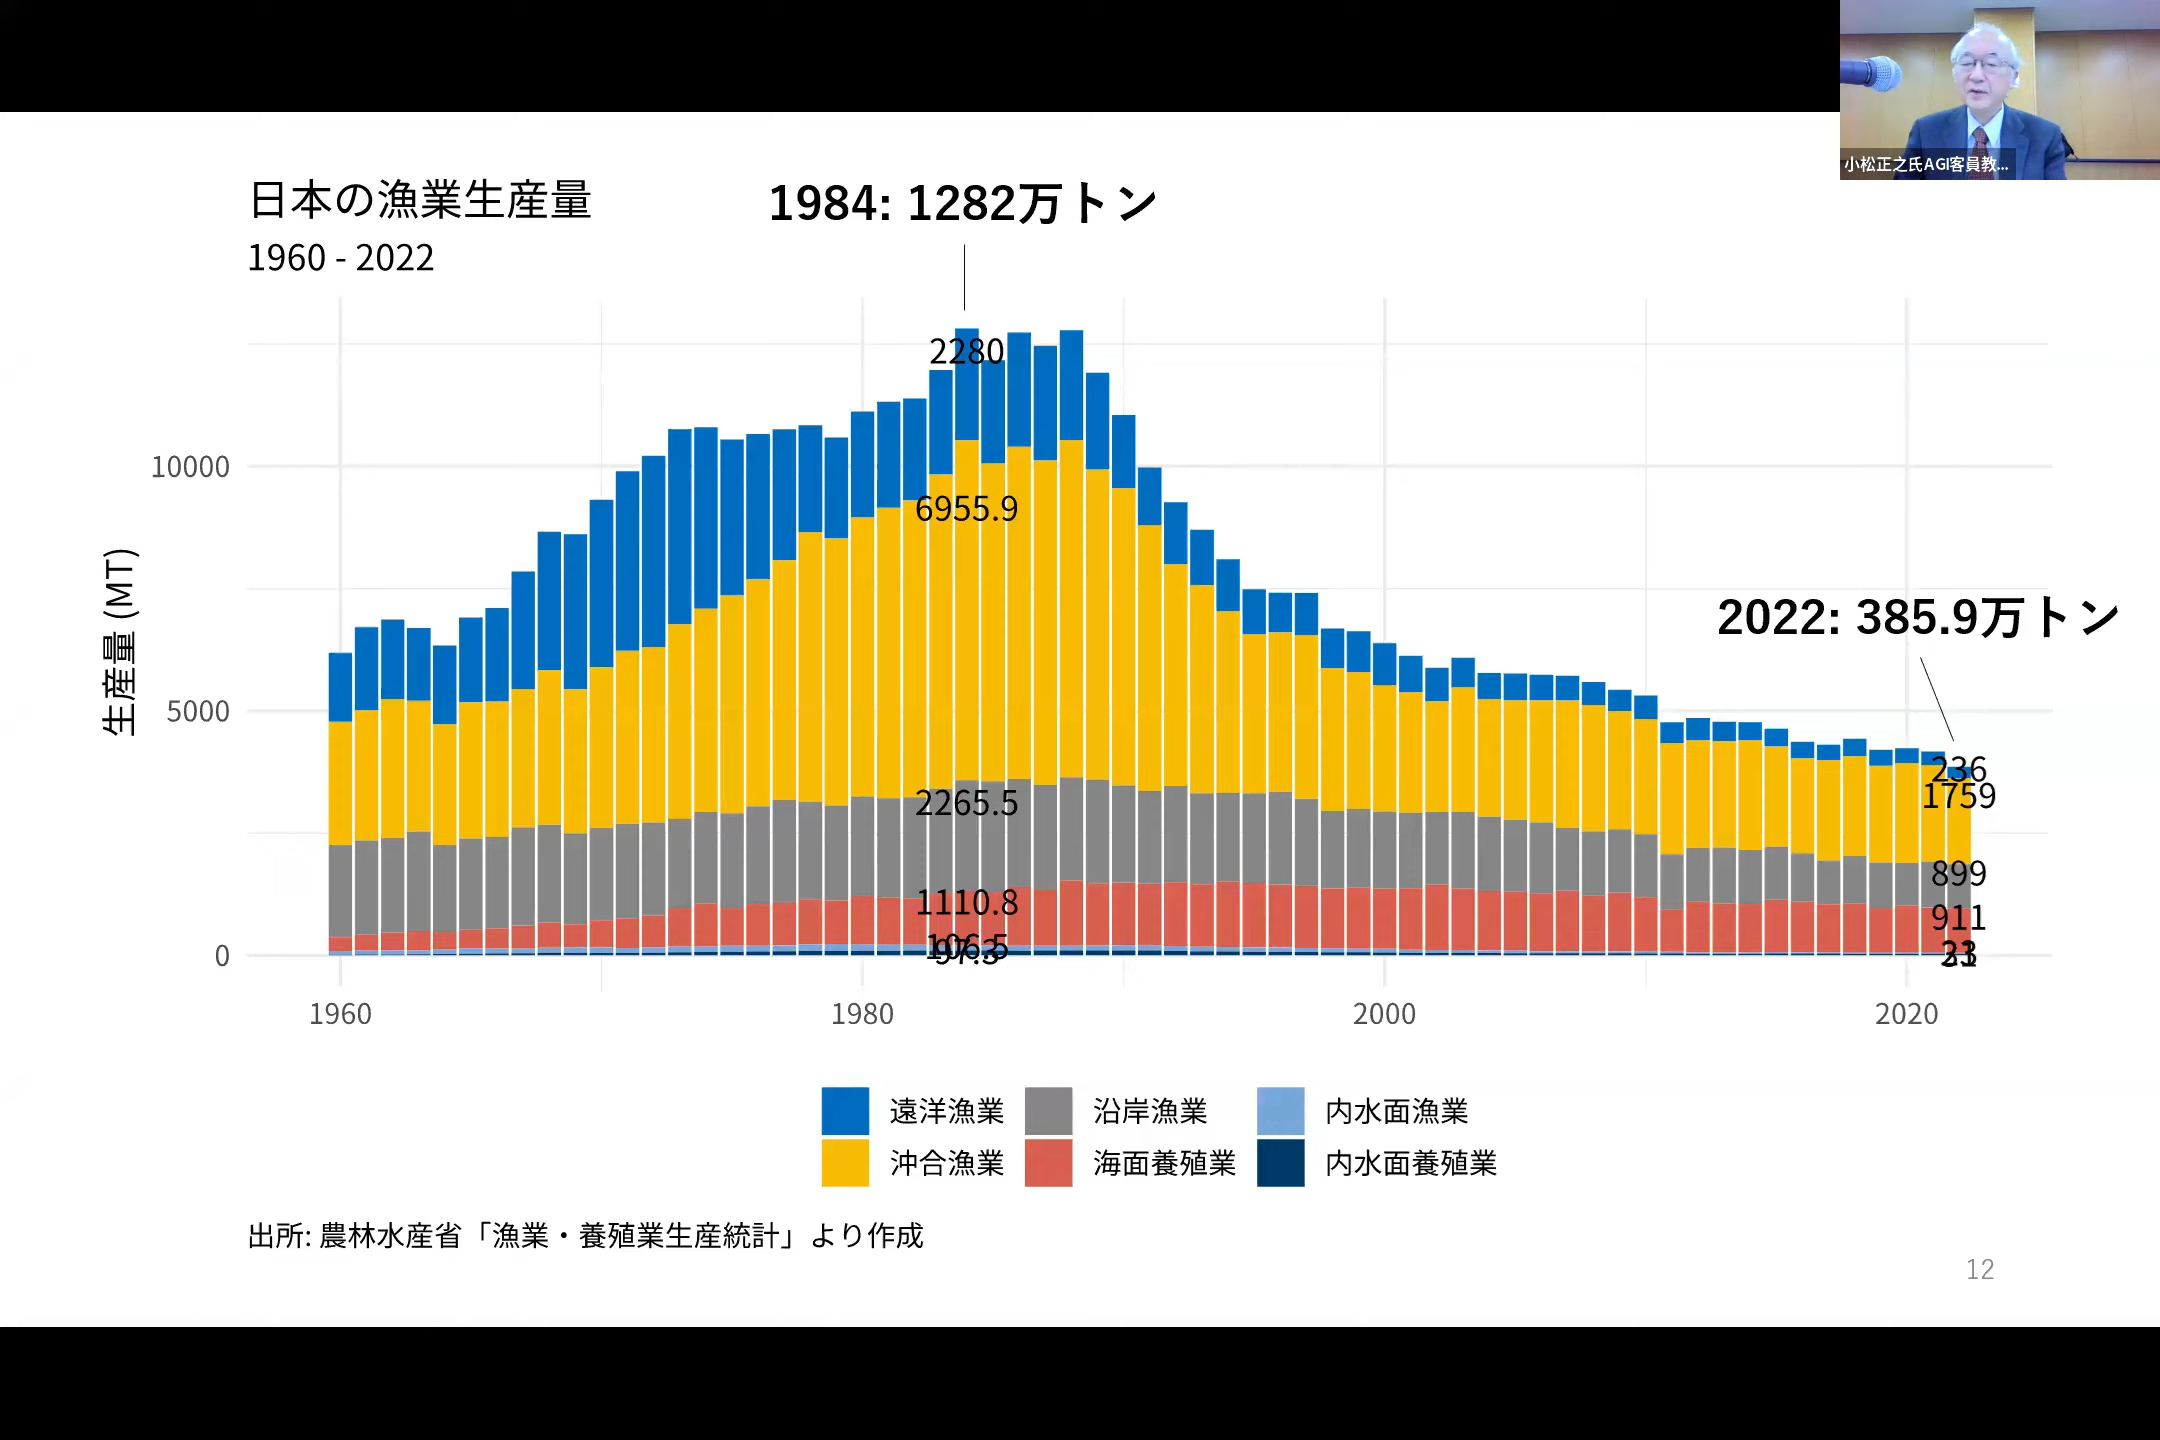 小松正之氏AGI客員教...
日本の漁業生産量
1960 - 2022
1984: 1282万トン
2022: 385.9万トン
生産量 (MT)
10000
5000
0
2280
6955.9
2265.5
1110.8
106.5
97.3
236
1759
899
911
1960
1980
2000
2020
遠洋漁業
沿岸漁業
内水面漁業
沖合漁業
海面養殖業
内水面養殖業
出所: 農林水産省「漁業・養殖業生産統計」より作成
12